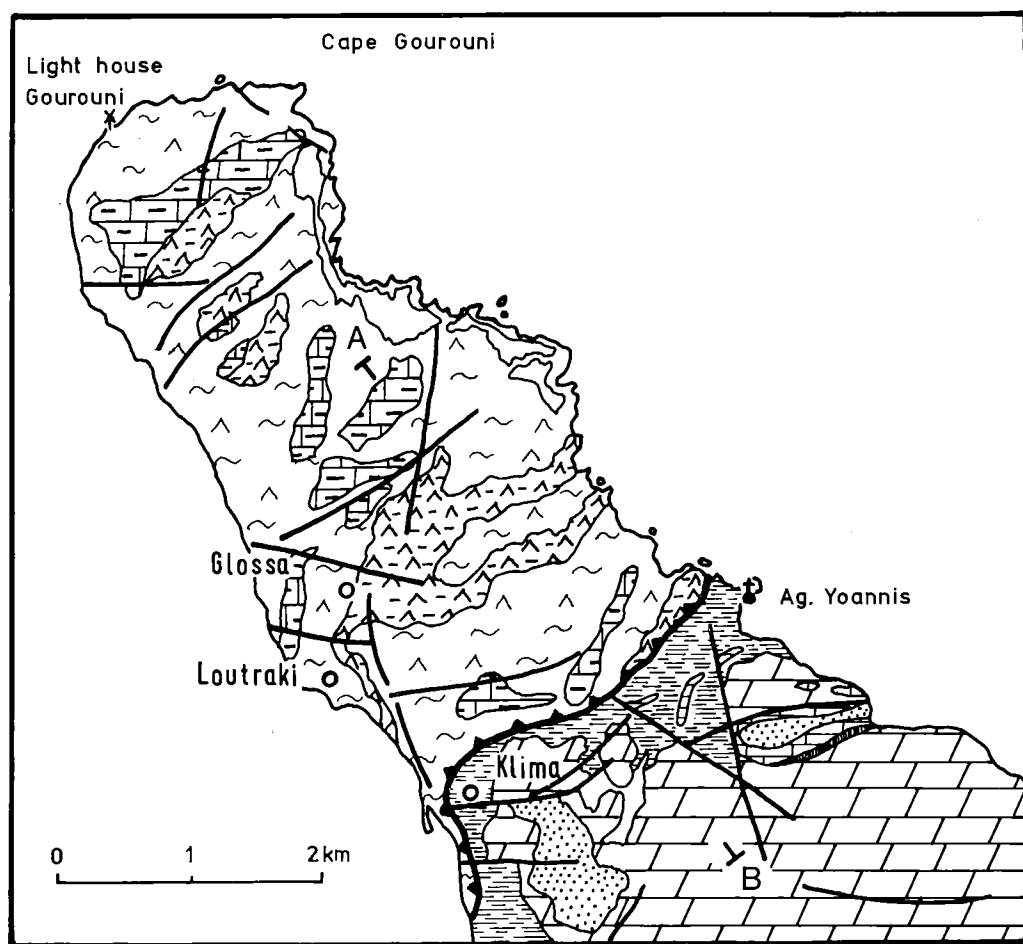 Cape Gourouni
Light house
Gourouni
A
Glossa
Ag. Yoannis
Loutraki
Klima
0 1 2 km
B